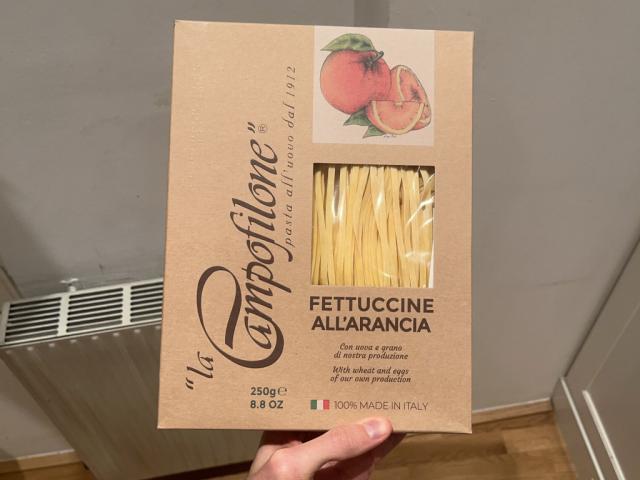 "la Campofilone"®
pasta all'uovo dal 1912
FETTUCCINE
ALL'ARANCIA
Con uova e grano
di nostra produzione
With wheat and eggs
of our own production
250g ℮
8.8 OZ
100% MADE IN ITALY